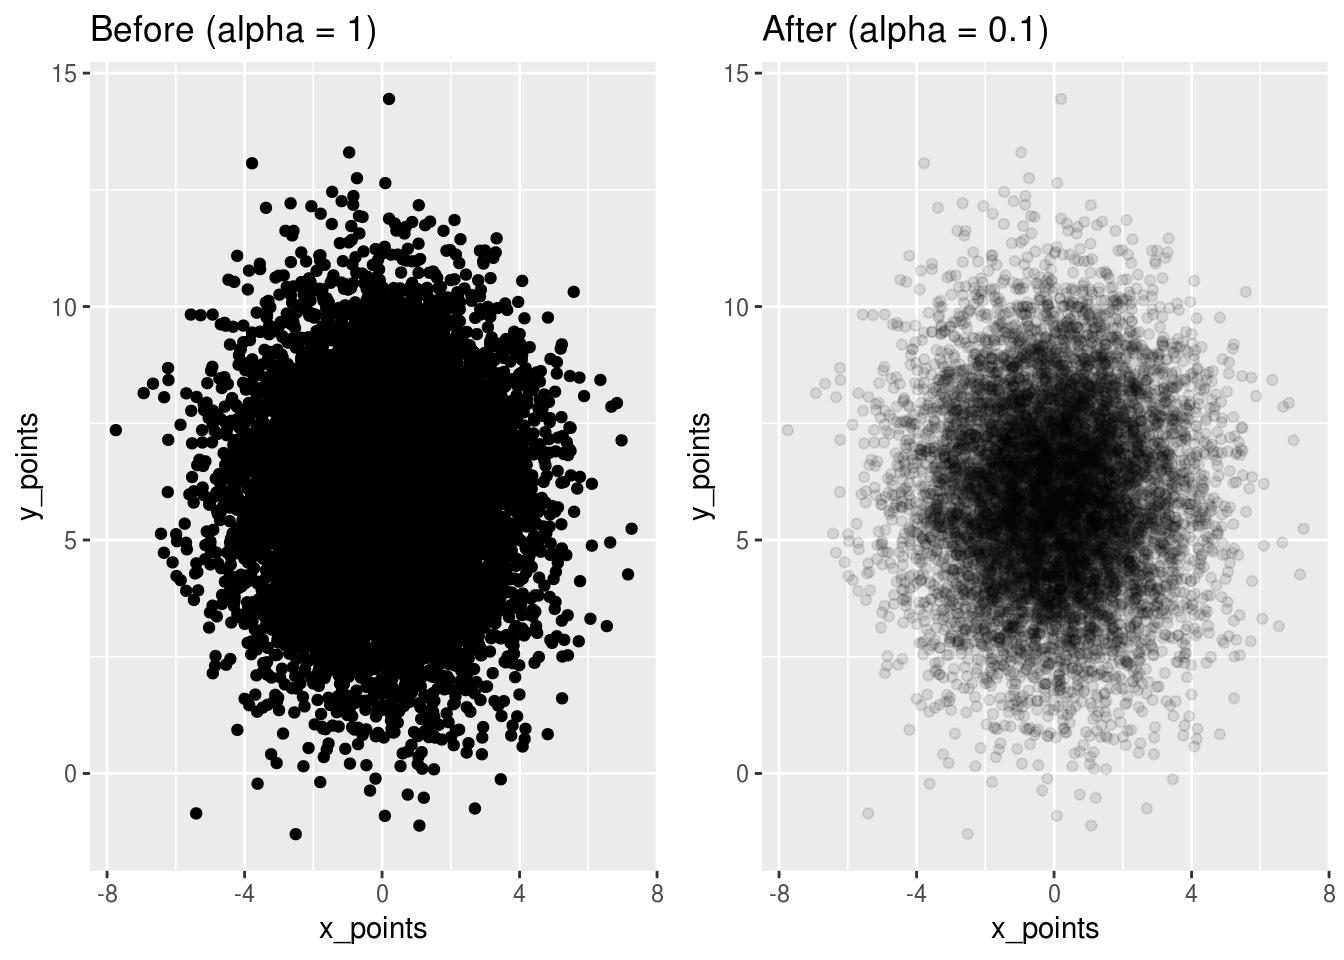 Before (alpha = 1)
15
10
5
0
y_points
-8 -4 0 4 8
x_points
After (alpha = 0.1)
15
10
5
0
y_points
-8 -4 0 4 8
x_points